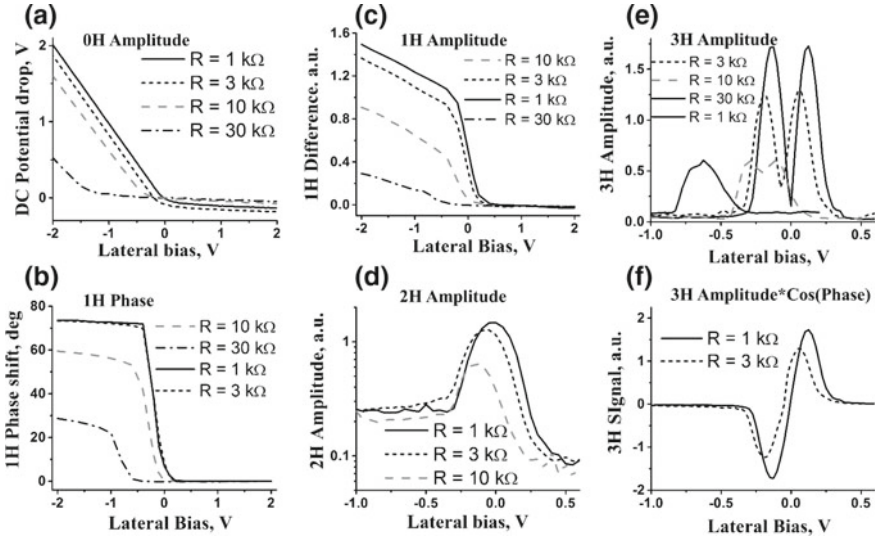 (a)
0H Amplitude
R = 1 kΩ
R = 3 kΩ
R = 10 kΩ
R = 30 kΩ
DC Potential drop, V
2
1
0
-2
-1
0
1
2
Lateral bias, V
(c)
1H Amplitude
R = 10 kΩ
R = 3 kΩ
R = 1 kΩ
R = 30 kΩ
1H Difference. a.u.
1.6
1.2
0.8
0.4
0.0
-2
-1
0
1
2
Lateral Bias, V
(e)
3H Amplitude
R = 3 kΩ
R = 10 kΩ
R = 30 kΩ
R = 1 kΩ
3H Amplitude, a.u.
1.5
1.0
0.5
0.0
-1.0
-0.5
0.0
0.5
Lateral bias, V
(b)
1H Phase
R = 10 kΩ
R = 30 kΩ
R = 1 kΩ
R = 3 kΩ
1H Phase shift, deg
80
60
40
20
0
-2
-1
0
1
2
Lateral Bias, V
(d)
2H Amplitude
R = 1 kΩ
R = 3 kΩ
R = 10 kΩ
2H Amplitude, a.u.
1
0.1
-1.0
-0.5
0.0
0.5
Lateral bias, V
(f)
3H Amplitude*Cos(Phase)
R = 1 kΩ
R = 3 kΩ
3H SIgnal, a.u.
2
1
0
-1
-2
-1.0
-0.5
0.0
0.5
Lateral Bias, V